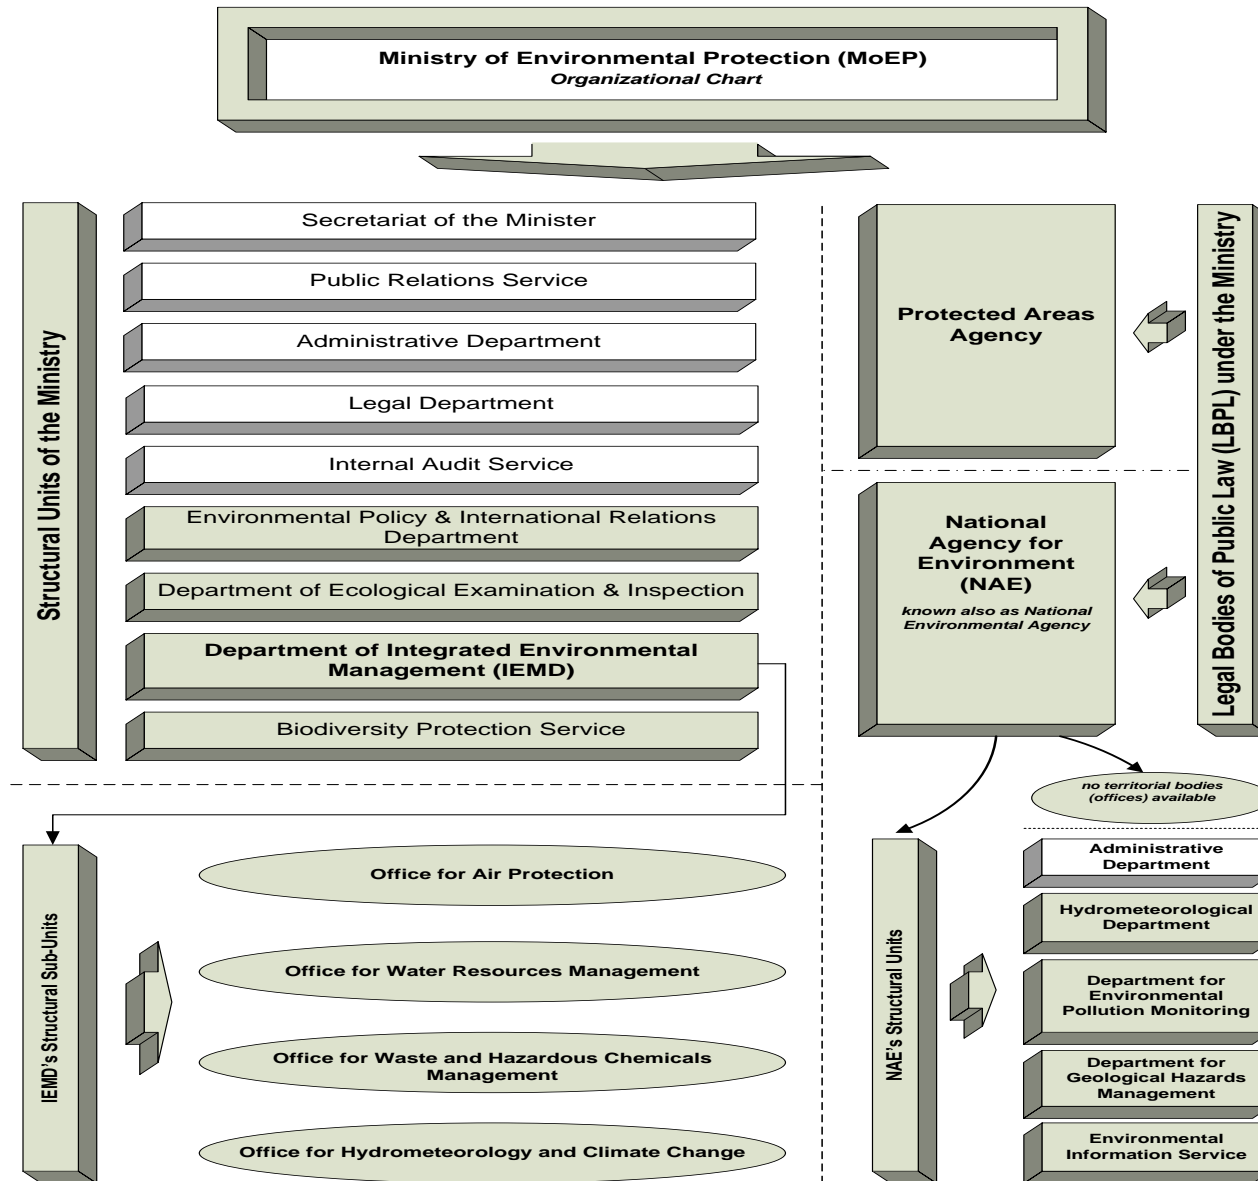 Ministry of Environmental Protection (MoEP)
Organizational Chart
Structural Units of the Ministry
Secretariat of the Minister
Public Relations Service
Administrative Department
Legal Department
Internal Audit Service
Environmental Policy & International Relations
Department
Department of Ecological Examination & Inspection
Department of Integrated Environmental
Management (IEMD)
Biodiversity Protection Service
Legal Bodies of Public Law (LBPL) under the Ministry
Protected Areas
Agency
National
Agency for
Environment
(NAE)
known also as National
Environmental Agency
no territorial bodies
(offices) available
IEMD's Structural Sub-Units
Office for Air Protection
Office for Water Resources Management
Office for Waste and Hazardous Chemicals
Management
Office for Hydrometeorology and Climate Change
NAE's Structural Units
Administrative
Department
Hydrometeorological
Department
Department for
Environmental
Pollution Monitoring
Department for
Geological Hazards
Management
Environmental
Information Service